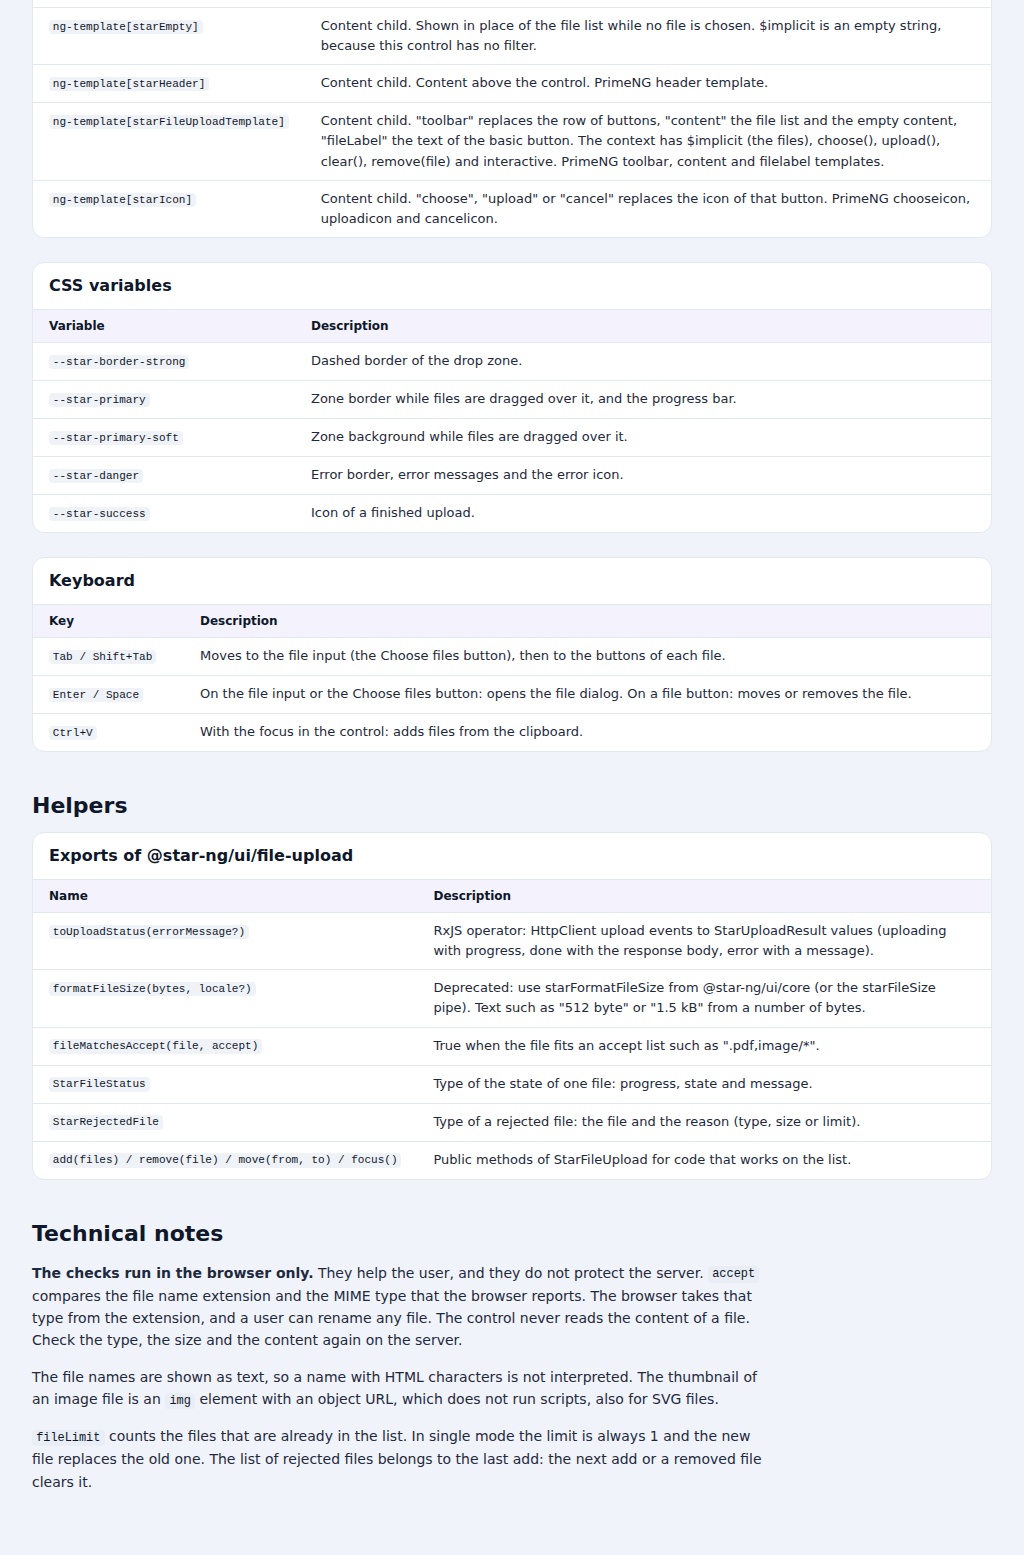 ng-template[starEmpty]
Content child. Shown in place of the file list while no file is chosen. $implicit is an empty string,
because this control has no filter.
ng-template[starHeader]
Content child. Content above the control. PrimeNG header template.
ng-template[starFileUploadTemplate]
Content child. "toolbar" replaces the row of buttons, "content" the file list and the empty content,
"fileLabel" the text of the basic button. The context has $implicit (the files), choose(), upload(),
clear(), remove(file) and interactive. PrimeNG toolbar, content and filelabel templates.
ng-template[starIcon]
Content child. "choose", "upload" or "cancel" replaces the icon of that button. PrimeNG chooseicon,
uploadicon and cancelicon.
CSS variables
Variable Description
--star-border-strong Dashed border of the drop zone.
--star-primary Zone border while files are dragged over it, and the progress bar.
--star-primary-soft Zone background while files are dragged over it.
--star-danger Error border, error messages and the error icon.
--star-success Icon of a finished upload.
Keyboard
Key Description
Tab / Shift+Tab Moves to the file input (the Choose files button), then to the buttons of each file.
Enter / Space On the file input or the Choose files button: opens the file dialog. On a file button: moves or removes the file.
Ctrl+V With the focus in the control: adds files from the clipboard.
Helpers
Exports of @star-ng/ui/file-upload
Name Description
toUploadStatus(errorMessage?) RxJS operator: HttpClient upload events to StarUploadResult values (uploading
with progress, done with the response body, error with a message).
formatFileSize(bytes, locale?) Deprecated: use starFormatFileSize from @star-ng/ui/core (or the starFileSize
pipe). Text such as "512 byte" or "1.5 kB" from a number of bytes.
fileMatchesAccept(file, accept) True when the file fits an accept list such as ".pdf,image/*".
StarFileStatus Type of the state of one file: progress, state and message.
StarRejectedFile Type of a rejected file: the file and the reason (type, size or limit).
add(files) / remove(file) / move(from, to) / focus() Public methods of StarFileUpload for code that works on the list.
Technical notes
The checks run in the browser only. They help the user, and they do not protect the server. accept
compares the file name extension and the MIME type that the browser reports. The browser takes that
type from the extension, and a user can rename any file. The control never reads the content of a file.
Check the type, the size and the content again on the server.
The file names are shown as text, so a name with HTML characters is not interpreted. The thumbnail of
an image file is an img element with an object URL, which does not run scripts, also for SVG files.
fileLimit counts the files that are already in the list. In single mode the limit is always 1 and the new
file replaces the old one. The list of rejected files belongs to the last add: the next add or a removed file
clears it.